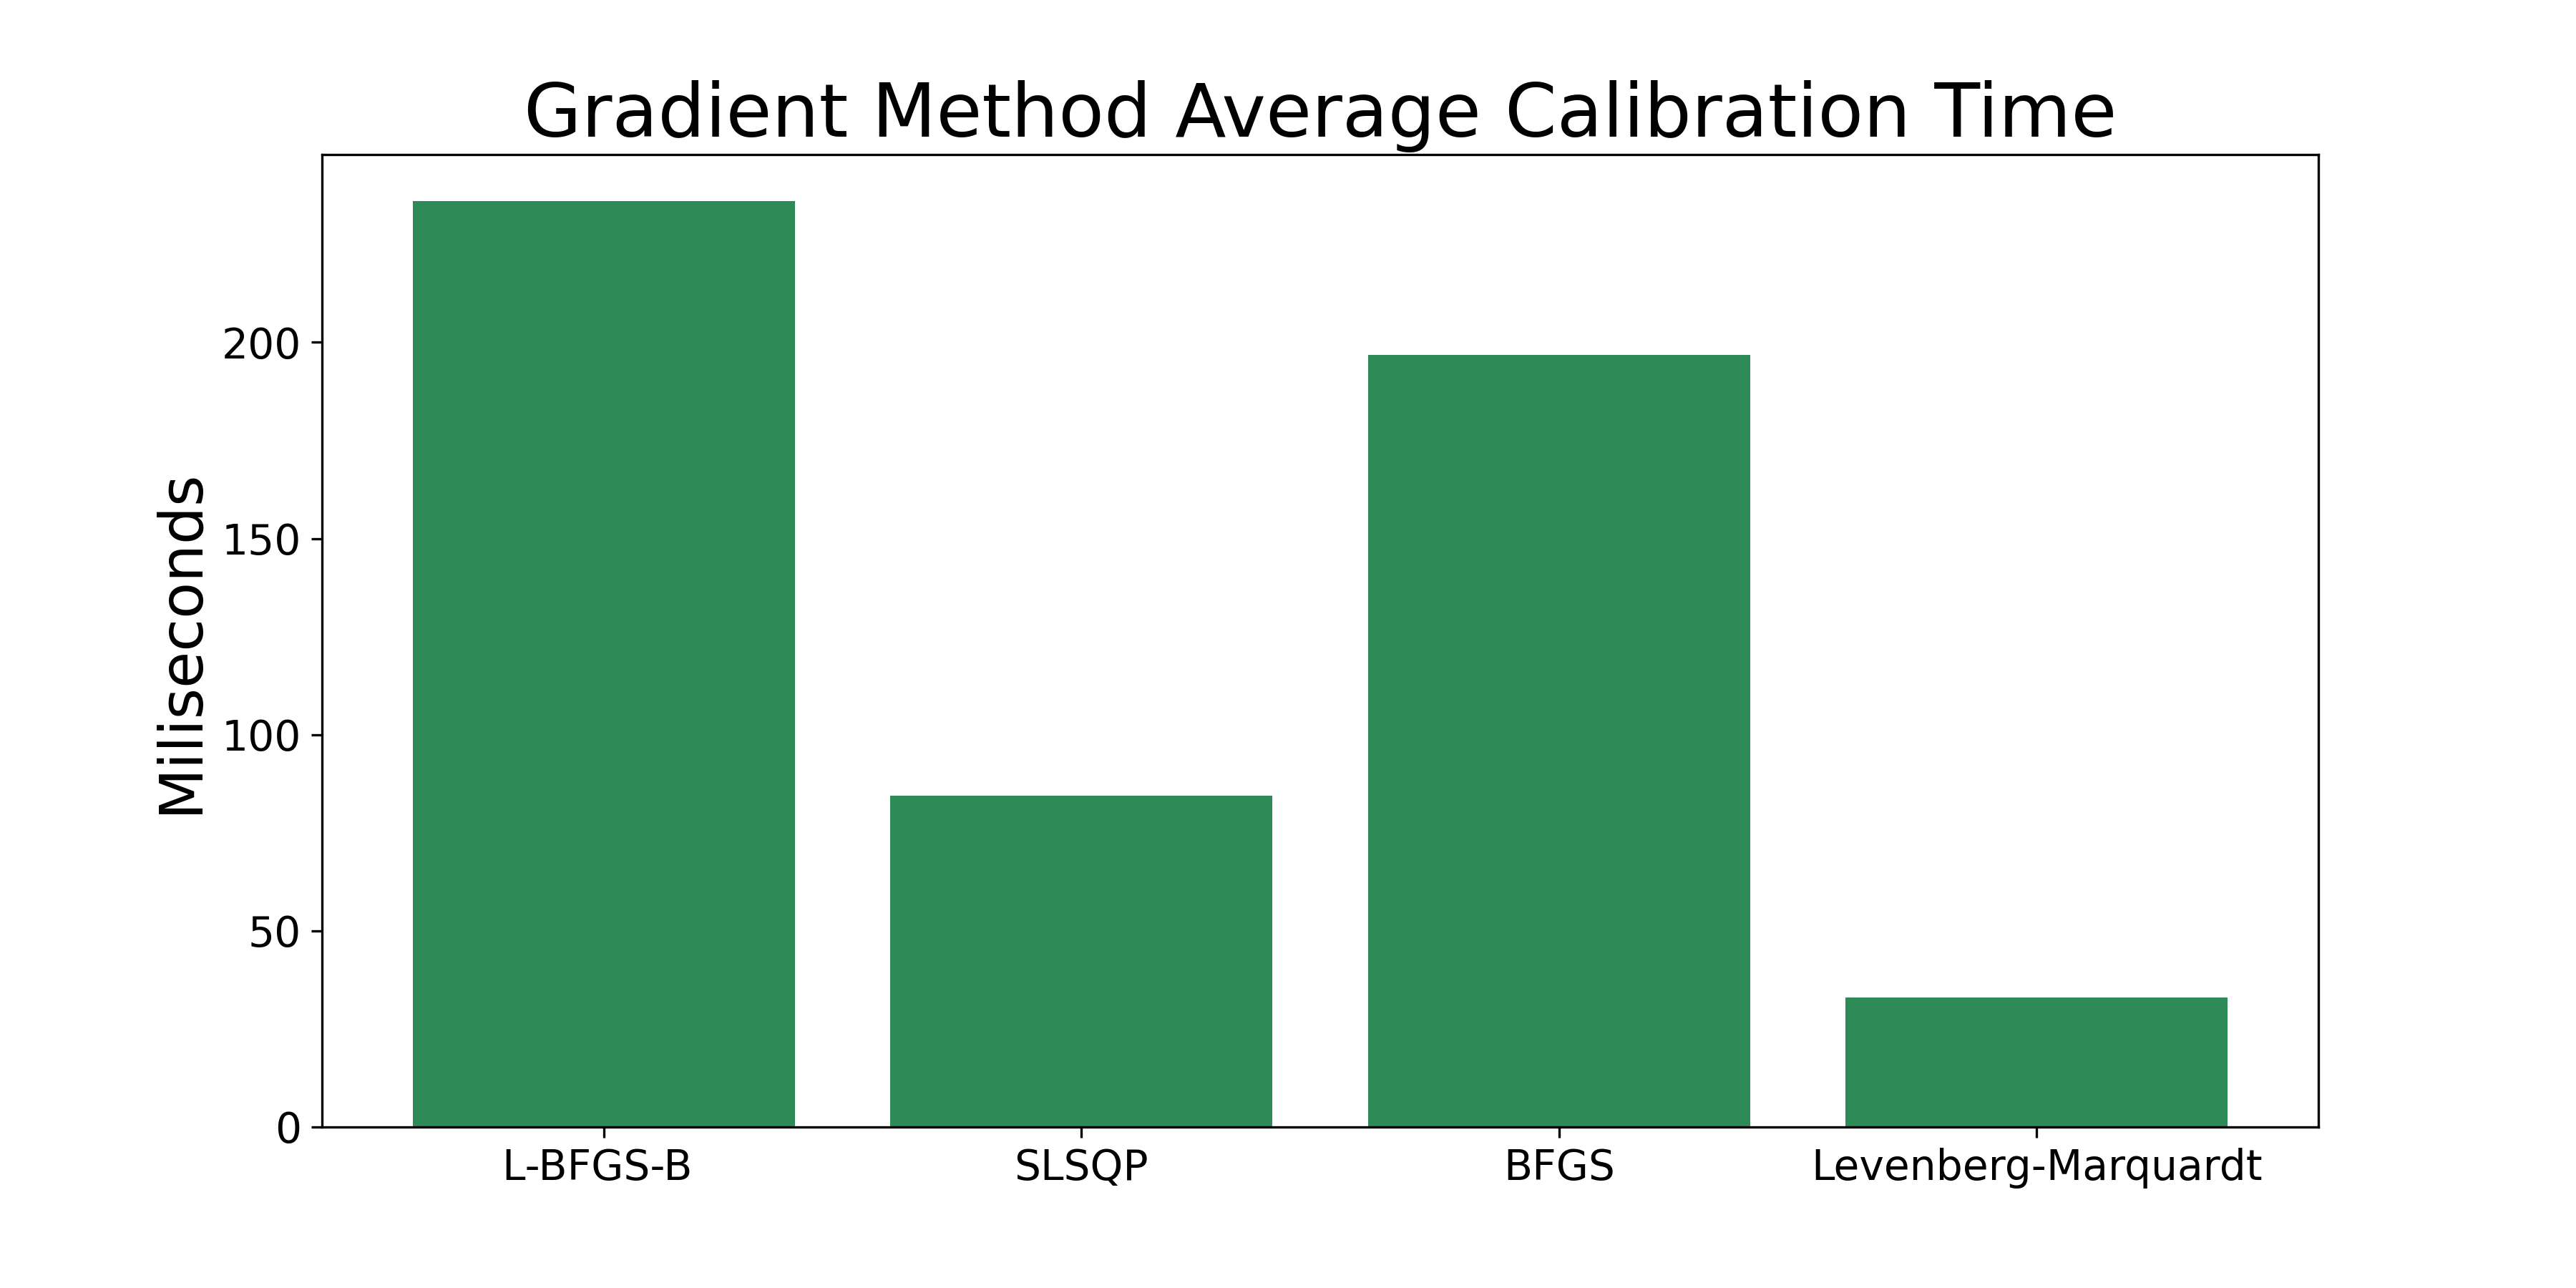 Gradient Method Average Calibration Time
Miliseconds
200
150
100
50
0
L-BFGS-B
SLSQP
BFGS
Levenberg-Marquardt